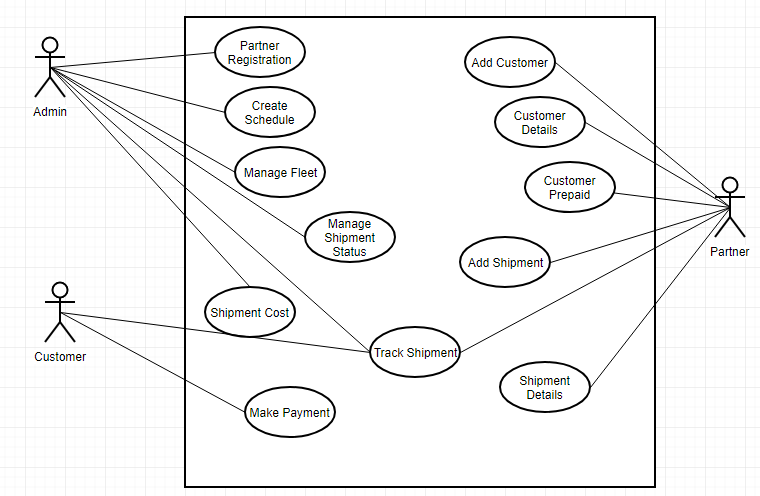 Partner
Registration
Add Customer
Create
Schedule
Customer
Details
Admin
Manage Fleet
Customer
Prepaid
Manage
Shipment
Status
Add Shipment
Partner
Shipment Cost
Customer
Track Shipment
Shipment
Details
Make Payment